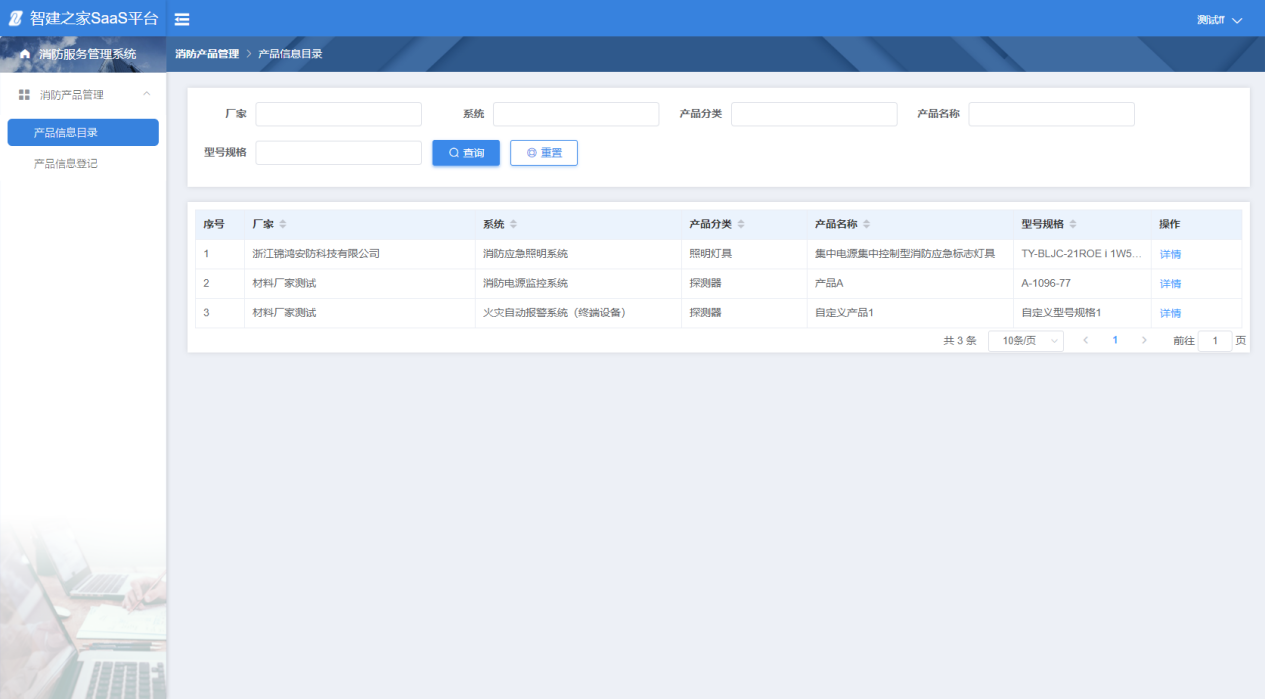 智建之家SaaS平台
测试ff
消防服务管理系统
消防产品管理 > 产品信息目录
消防产品管理
产品信息目录
产品信息登记
厂家 系统 产品分类 产品名称
型号规格 查询 重置
序号 厂家 系统 产品分类 产品名称 型号规格 操作
1 浙江锦鸿安防科技有限公司 消防应急照明系统 照明灯具 集中电源集中控制型消防应急标志灯具 TY-BLJC-21ROE I 1W5... 详情
2 材料厂家测试 消防电源监控系统 探测器 产品A A-1096-77 详情
3 材料厂家测试 火灾自动报警系统（终端设备） 探测器 自定义产品1 自定义型号规格1 详情
共 3 条 10条/页 < 1 > 前往 1 页